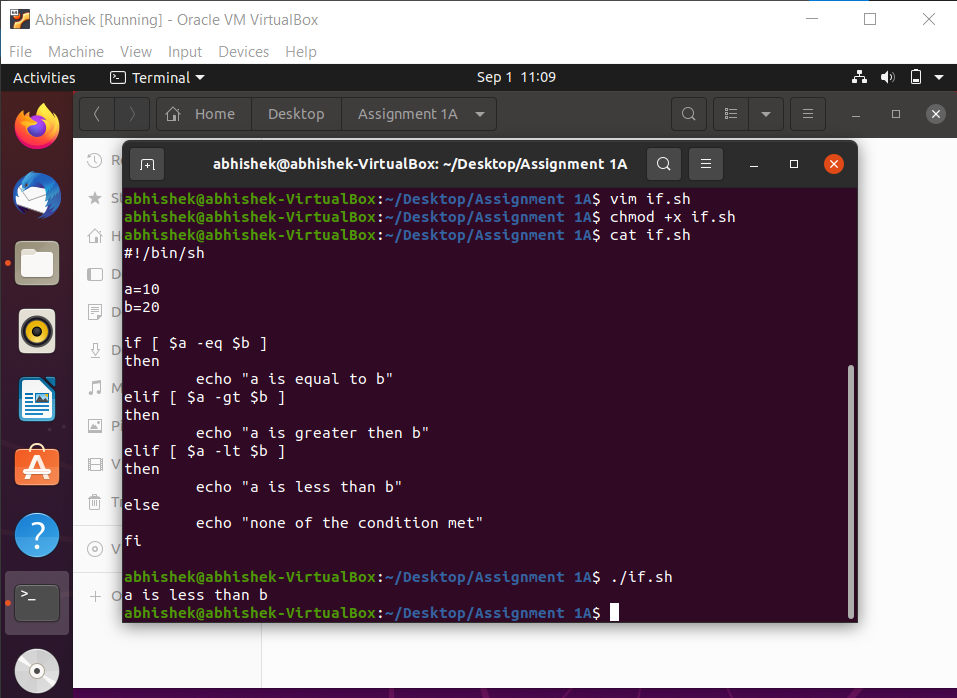 Abhishek [Running] - Oracle VM VirtualBox
File Machine View Input Devices Help
Activities Terminal Sep 1 11:09
Home Desktop Assignment 1A
abhishek@abhishek-VirtualBox: ~/Desktop/Assignment 1A
abhishek@abhishek-VirtualBox:~/Desktop/Assignment 1A$ vim if.sh
abhishek@abhishek-VirtualBox:~/Desktop/Assignment 1A$ chmod +x if.sh
abhishek@abhishek-VirtualBox:~/Desktop/Assignment 1A$ cat if.sh
#!/bin/sh
a=10
b=20
if [ $a -eq $b ]
then
echo "a is equal to b"
elif [ $a -gt $b ]
then
echo "a is greater then b"
elif [ $a -lt $b ]
then
echo "a is less than b"
else
echo "none of the condition met"
fi
abhishek@abhishek-VirtualBox:~/Desktop/Assignment 1A$ ./if.sh
a is less than b
abhishek@abhishek-VirtualBox:~/Desktop/Assignment 1A$